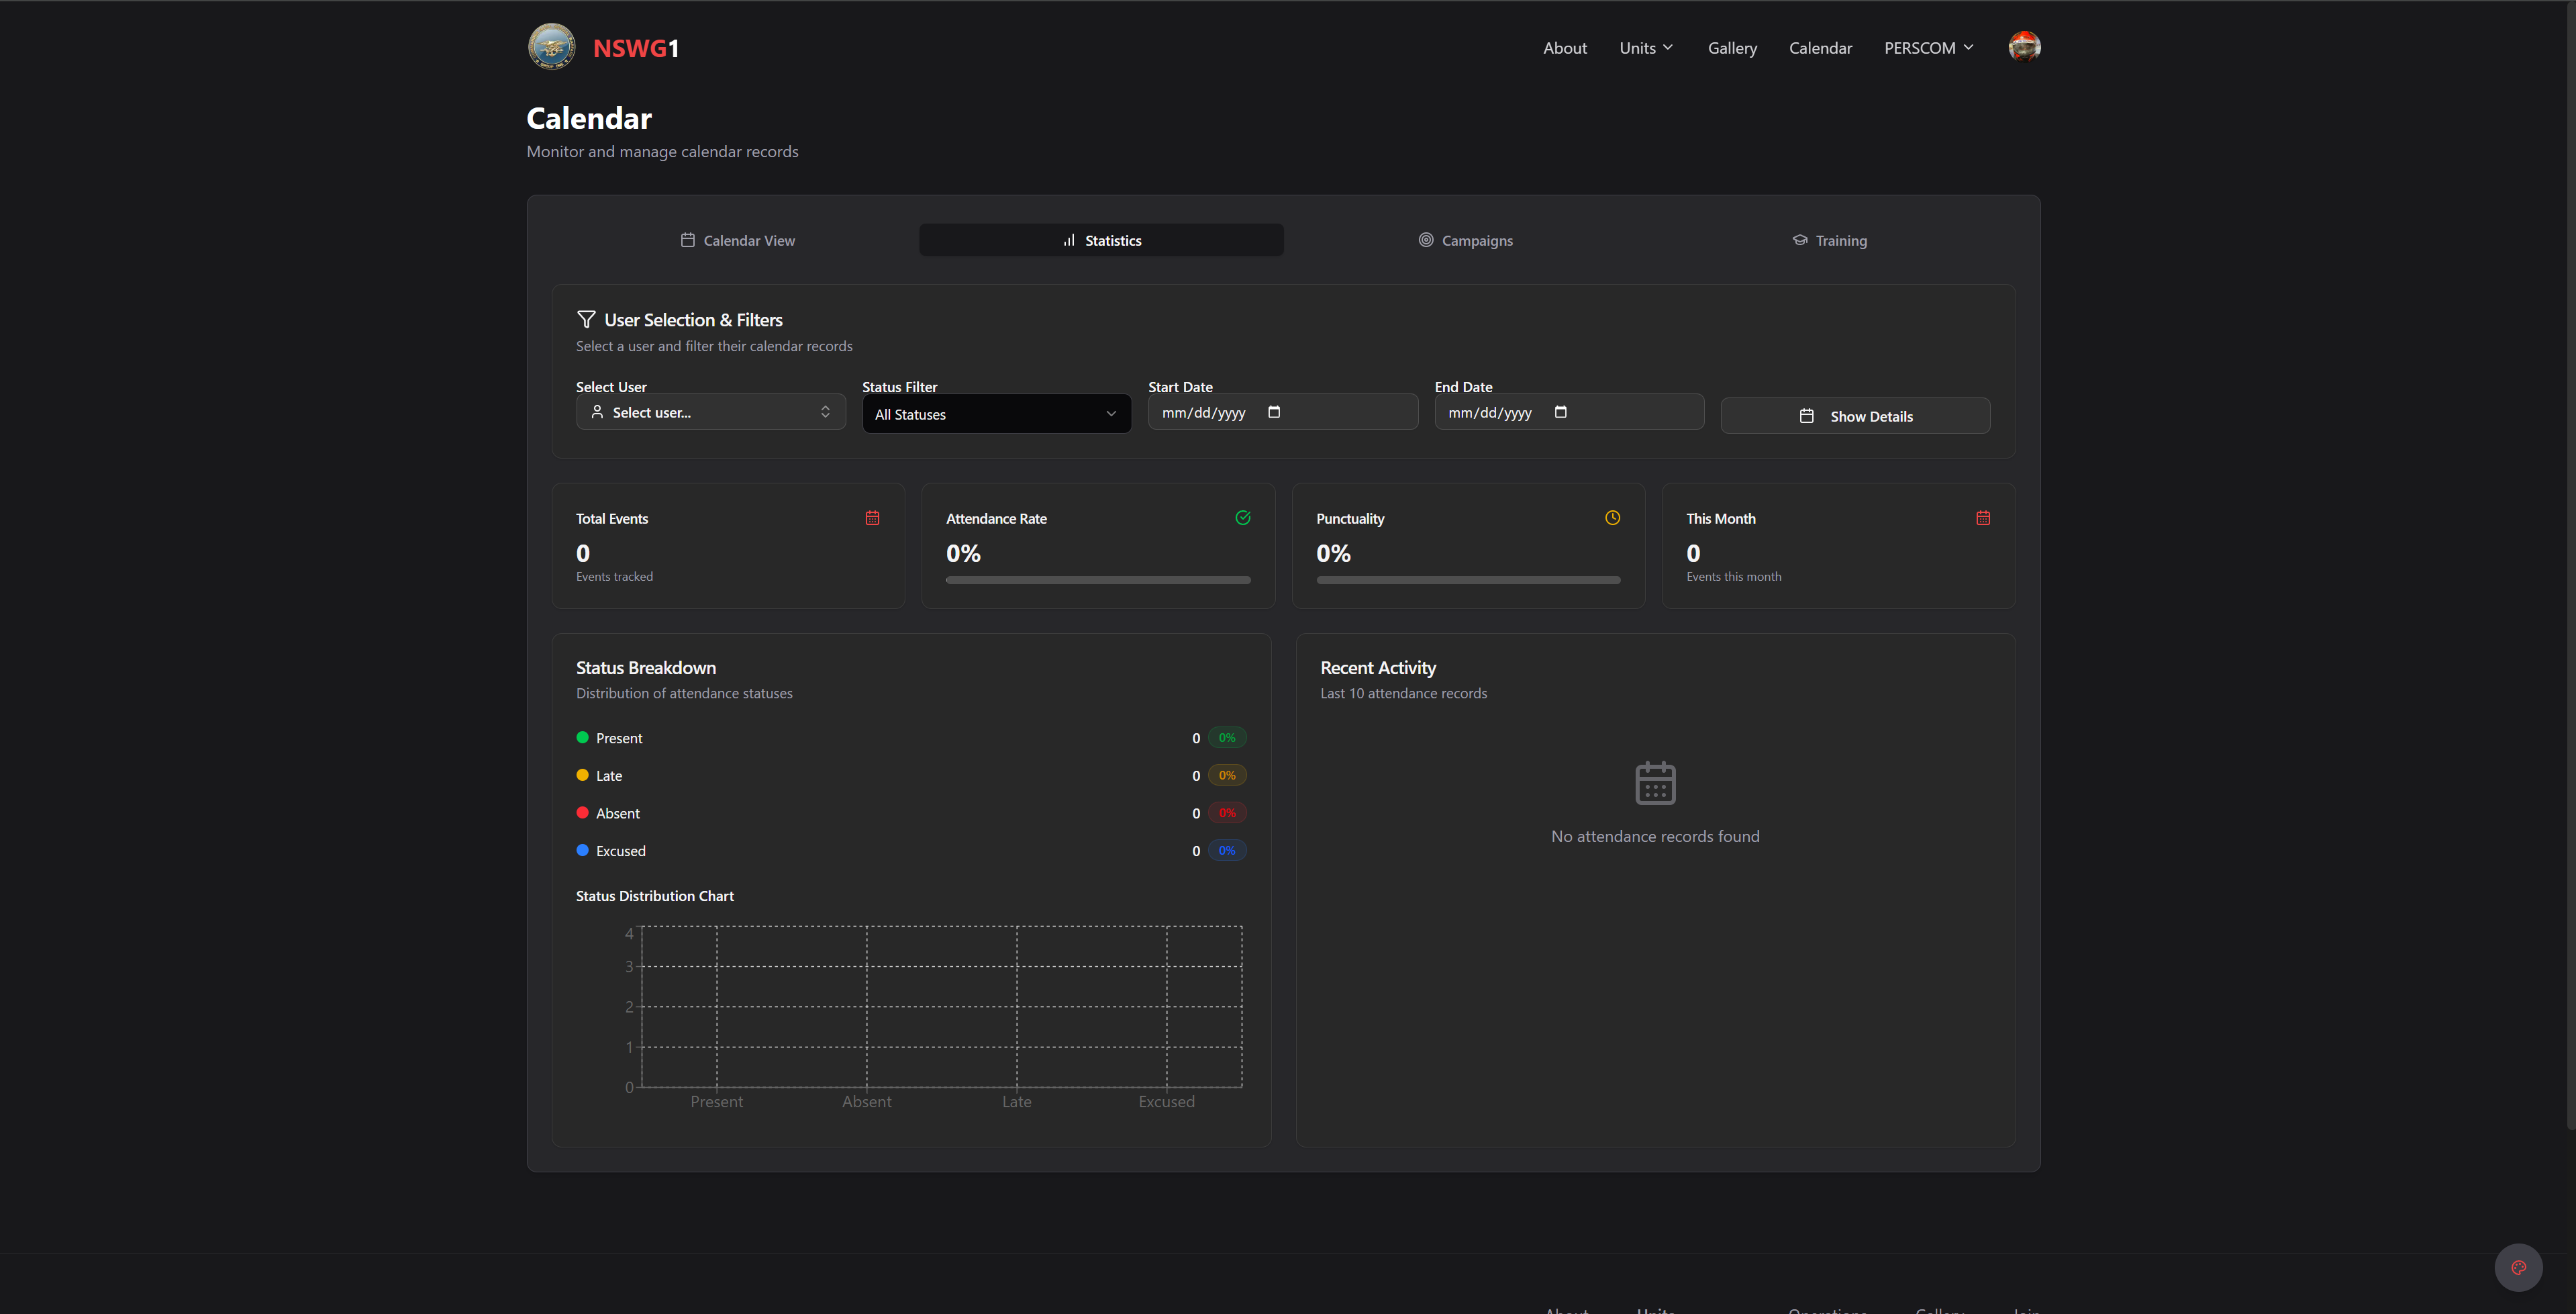 NSWG1
About
Units
Gallery
Calendar
PERSCOM
Calendar
Monitor and manage calendar records
Calendar View
Statistics
Campaigns
Training
User Selection & Filters
Select a user and filter their calendar records
Select User
Status Filter
Start Date
End Date
Select user...
All Statuses
mm/dd/yyyy
mm/dd/yyyy
Show Details
Total Events
Attendance Rate
Punctuality
This Month
0
0%
0%
0
Events tracked
Events this month
Status Breakdown
Distribution of attendance statuses
Present
0
0%
Late
0
0%
Absent
0
0%
Excused
0
0%
Status Distribution Chart
4
3
2
1
0
Present
Absent
Late
Excused
Recent Activity
Last 10 attendance records
No attendance records found
About
Units
Operations
Gallery
Join